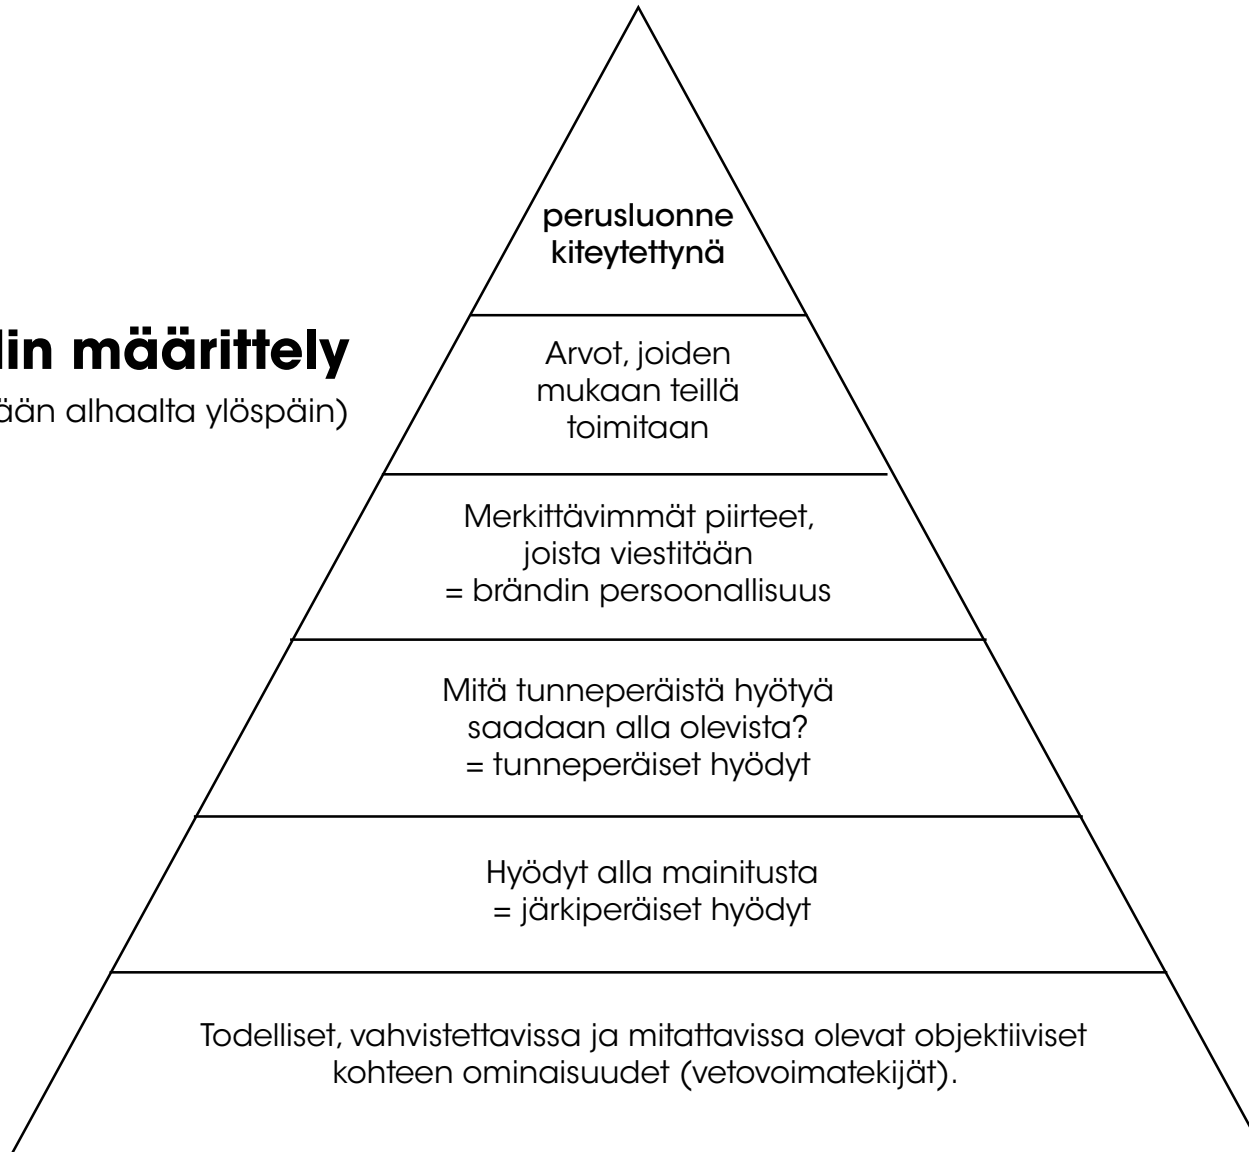 perusluonne
kiteytettynä
määrittely
alhaalta ylöspäin)
Arvot, joiden
mukaan teillä
toimitaan
Merkittävimmät piirteet,
joista viestitään
= brändin persoonallisuus
Mitä tunneperäistä hyötyä
saadaan alla olevista?
= tunneperäiset hyödyt
Hyödyt alla mainitusta
= järkiperäiset hyödyt
Todelliset, vahvistettavissa ja mitattavissa olevat objektiiviset
kohteen ominaisuudet (vetovoimatekijät).